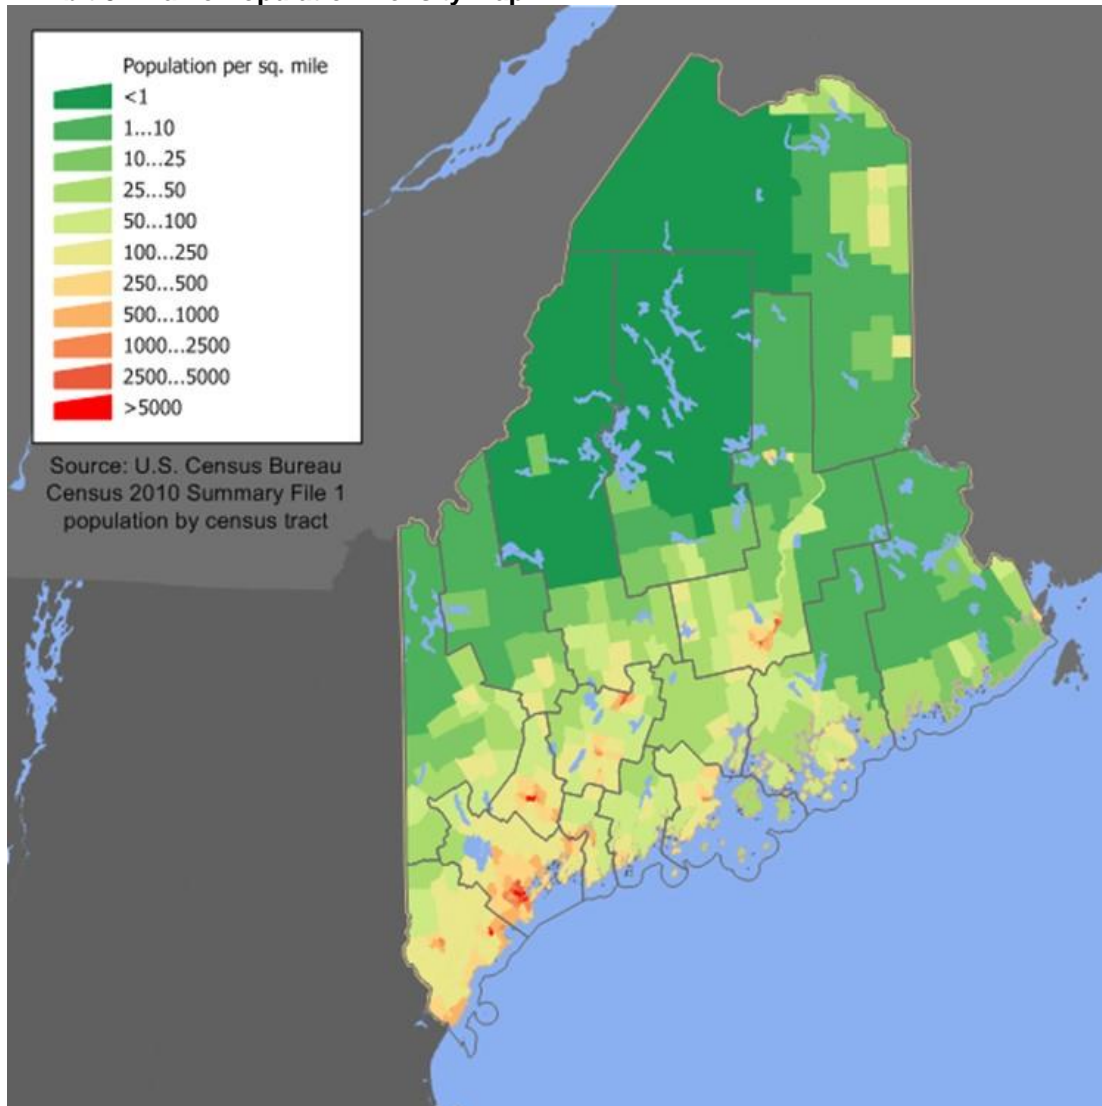 Population per sq. mile
<1
1...10
10...25
25...50
50...100
100...250
250...500
500...1000
1000...2500
2500...5000
>5000
Source: U.S. Census Bureau
Census 2010 Summary File 1
population by census tract